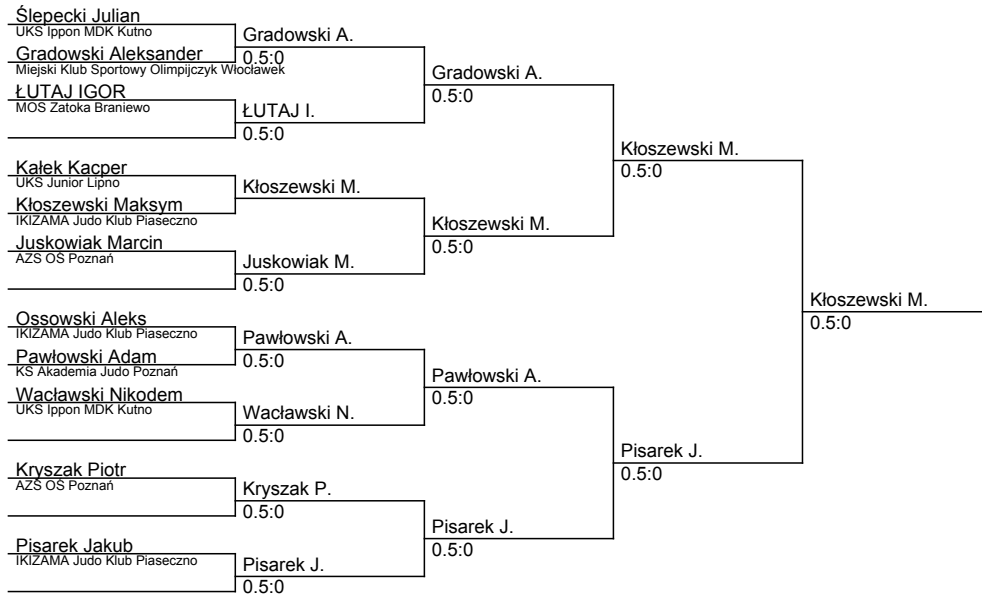 Ślepecki Julian
UKS Ippon MDK Kutno
Gradowski Aleksander
Miejski Klub Sportowy Olimpijczyk Włocławek
ŁUTAJ IGOR
MOS Zatoka Braniewo
Kałek Kacper
UKS Junior Lipno
Kłoszewski Maksym
IKIZAMA Judo Klub Piaseczno
Juskowiak Marcin
AZS OŚ Poznań
Ossowski Aleks
IKIZAMA Judo Klub Piaseczno
Pawłowski Adam
KS Akademia Judo Poznań
Wacławski Nikodem
UKS Ippon MDK Kutno
Kryszak Piotr
AZS OŚ Poznań
Pisarek Jakub
IKIZAMA Judo Klub Piaseczno
Gradowski A.
0.5:0
ŁUTAJ I.
0.5:0
Kłoszewski M.
Juskowiak M.
0.5:0
Pawłowski A.
0.5:0
Wacławski N.
0.5:0
Kryszak P.
0.5:0
Pisarek J.
0.5:0
Gradowski A.
0.5:0
Kłoszewski M.
0.5:0
Pawłowski A.
0.5:0
Pisarek J.
0.5:0
Kłoszewski M.
0.5:0
Pisarek J.
0.5:0
Kłoszewski M.
0.5:0